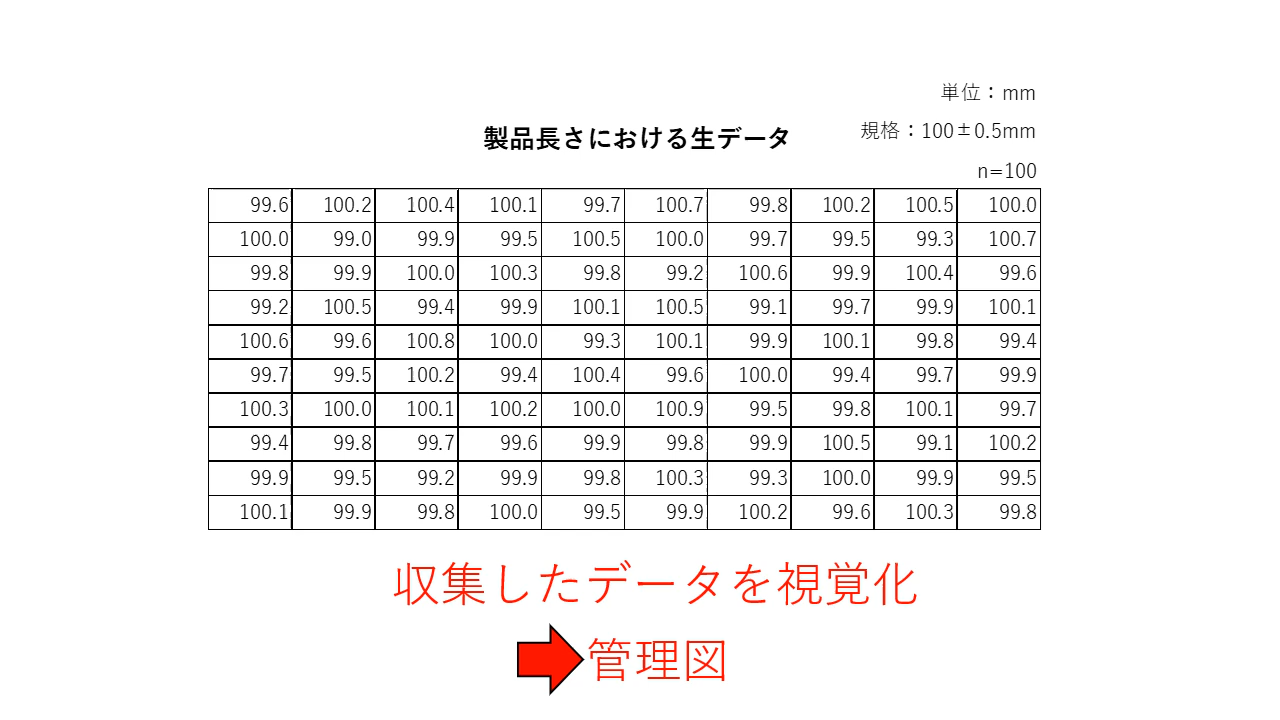 単位：mm
規格：100±0.5mm
製品長さにおける生データ
n=100
99.6 100.2 100.4 100.1 99.7 100.7 99.8 100.2 100.5 100.0
100.0 99.0 99.9 99.5 100.5 100.0 99.7 99.5 99.3 100.7
99.8 99.9 100.0 100.3 99.8 99.2 100.6 99.9 100.4 99.6
99.2 100.5 99.4 99.9 100.1 100.5 99.1 99.7 99.9 100.1
100.6 99.6 100.8 100.0 99.3 100.1 99.9 100.1 99.8 99.4
99.7 99.5 100.2 99.4 100.4 99.6 100.0 99.4 99.7 99.9
100.3 100.0 100.1 100.2 100.0 100.9 99.5 99.8 100.1 99.7
99.4 99.8 99.7 99.6 99.9 99.8 99.9 100.5 99.1 100.2
99.9 99.5 99.2 99.9 99.8 100.3 99.3 100.0 99.9 99.5
100.1 99.9 99.8 100.0 99.5 99.9 100.2 99.6 100.3 99.8
収集したデータを視覚化
管理図